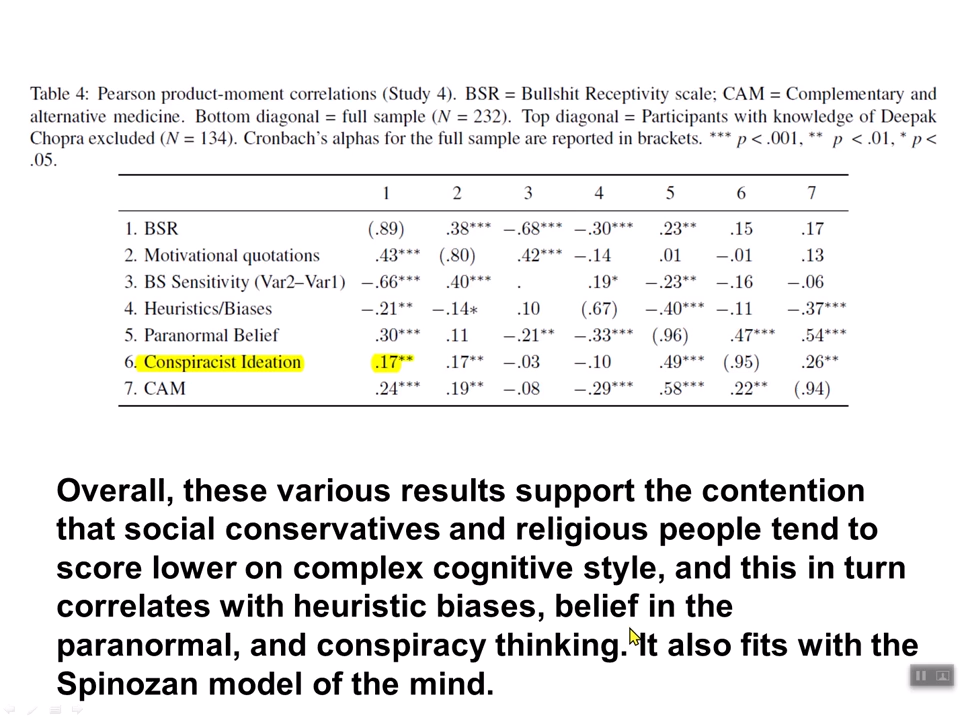 Table 4: Pearson product-moment correlations (Study 4). BSR = Bullshit Receptivity scale; CAM = Complementary and
alternative medicine. Bottom diagonal = full sample (N = 232). Top diagonal = Participants with knowledge of Deepak
Chopra excluded (N = 134). Cronbach's alphas for the full sample are reported in brackets. *** p < .001, ** p < .01, * p <
.05.
1 2 3 4 5 6 7
1. BSR (.89) .38*** −.68*** −.30*** .23** .15 .17
2. Motivational quotations .43*** (.80) .42*** −.14 .01 −.01 .13
3. BS Sensitivity (Var2–Var1) −.66*** .40*** . .19* −.23** −.16 −.06
4. Heuristics/Biases −.21** −.14* .10 (.67) −.40*** −.11 −.37***
5. Paranormal Belief .30*** .11 −.21** −.33*** (.96) .47*** .54***
6. Conspiracist Ideation .17** .17** −.03 −.10 .49*** (.95) .26**
7. CAM .24*** .19** −.08 −.29*** .58*** .22** (.94)
Overall, these various results support the contention
that social conservatives and religious people tend to
score lower on complex cognitive style, and this in turn
correlates with heuristic biases, belief in the
paranormal, and conspiracy thinking. It also fits with the
Spinozan model of the mind.